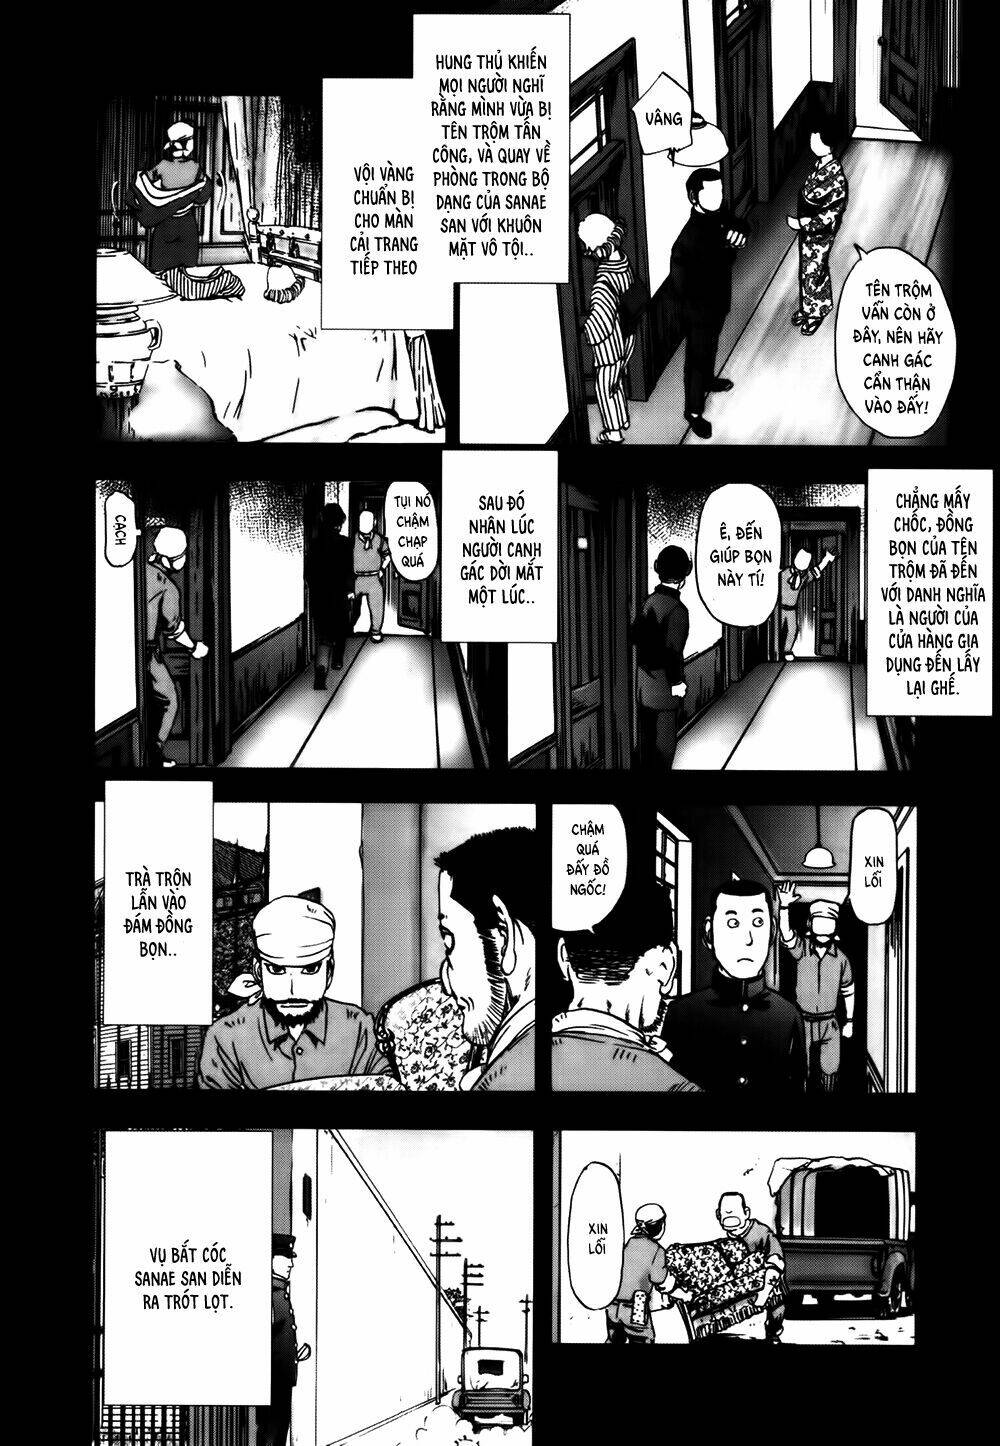 TÊN TRỘM
VẪN CÒN Ở
ĐÂY, NÊN HÃY
CANH GÁC
CẨN THẬN
VÀO ĐẤY!
VÂNG
HUNG THỦ KHIẾN
MỌI NGƯỜI NGHĨ
RẰNG MÌNH VỪA BỊ
TÊN TRỘM TẤN
CÔNG, VÀ QUAY VỀ
PHÒNG TRONG BỘ
DẠNG CỦA SANAE
SAN VỚI KHUÔN
MẶT VÔ TỘI..
VỘI VÀNG
CHUẨN BỊ
CHO MÀN
CẢI TRANG
TIẾP THEO
CHẲNG MẤY
CHỐC, ĐỒNG
BỌN CỦA TÊN
TRỘM ĐÃ ĐẾN
VỚI DANH NGHĨA
LÀ NGƯỜI CỦA
CỬA HÀNG GIA
DỤNG ĐẾN LẤY
LẠI GHẾ.
Ê, ĐẾN
GIÚP BỌN
NÀY TÍ!
SAU ĐÓ
NHÂN LÚC
NGƯỜI CANH
GÁC DỜI MẮT
MỘT LÚC..
TỤI NÓ
CHẬM
CHẠP
QUÁ
CẠCH
XIN
LỖI
CHẬM
QUÁ
ĐẤY ĐỒ
NGỐC!
TRÀ TRỘN
LẪN VÀO
ĐÁM ĐỒNG
BỌN..
XIN
LỖI
VỤ BẮT CÓC
SANAE SAN DIỄN
RA TRÓT LỌT.